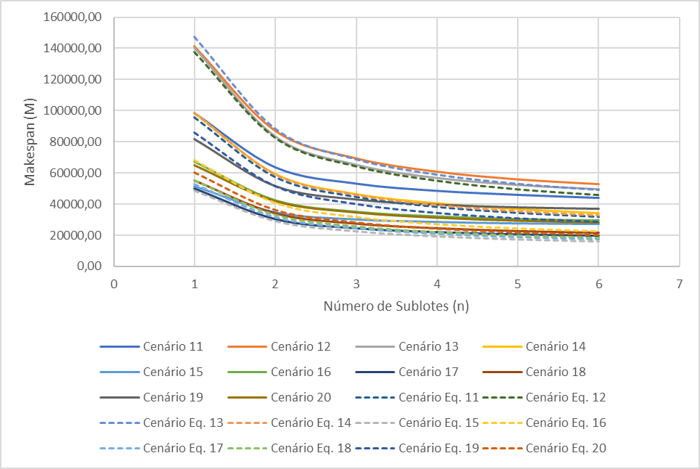 160000,00
140000,00
120000,00
100000,00
80000,00
60000,00
40000,00
20000,00
0,00
Makespan (M)
0 1 2 3 4 5 6 7
Número de Sublotes (n)
Cenário 11 Cenário 12 Cenário 13 Cenário 14
Cenário 15 Cenário 16 Cenário 17 Cenário 18
Cenário 19 Cenário 20 Cenário Eq. 11 Cenário Eq. 12
Cenário Eq. 13 Cenário Eq. 14 Cenário Eq. 15 Cenário Eq. 16
Cenário Eq. 17 Cenário Eq. 18 Cenário Eq. 19 Cenário Eq. 20